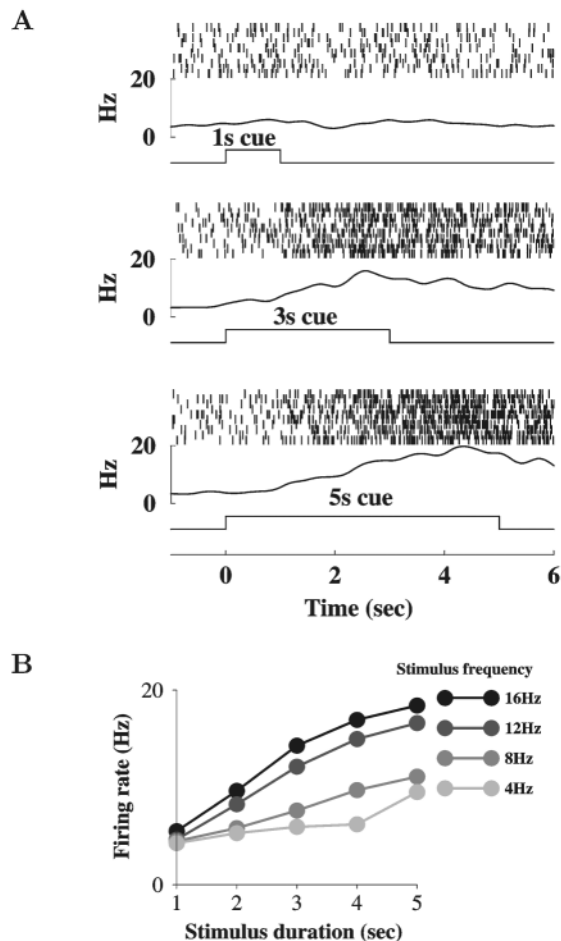 A
20
Hz
0
1s cue
20
Hz
0
3s cue
20
Hz
0
5s cue
0 2 4 6
Time (sec)
B
Stimulus frequency
16Hz
12Hz
8Hz
4Hz
20
Firing rate (Hz)
0
1 2 3 4 5
Stimulus duration (sec)